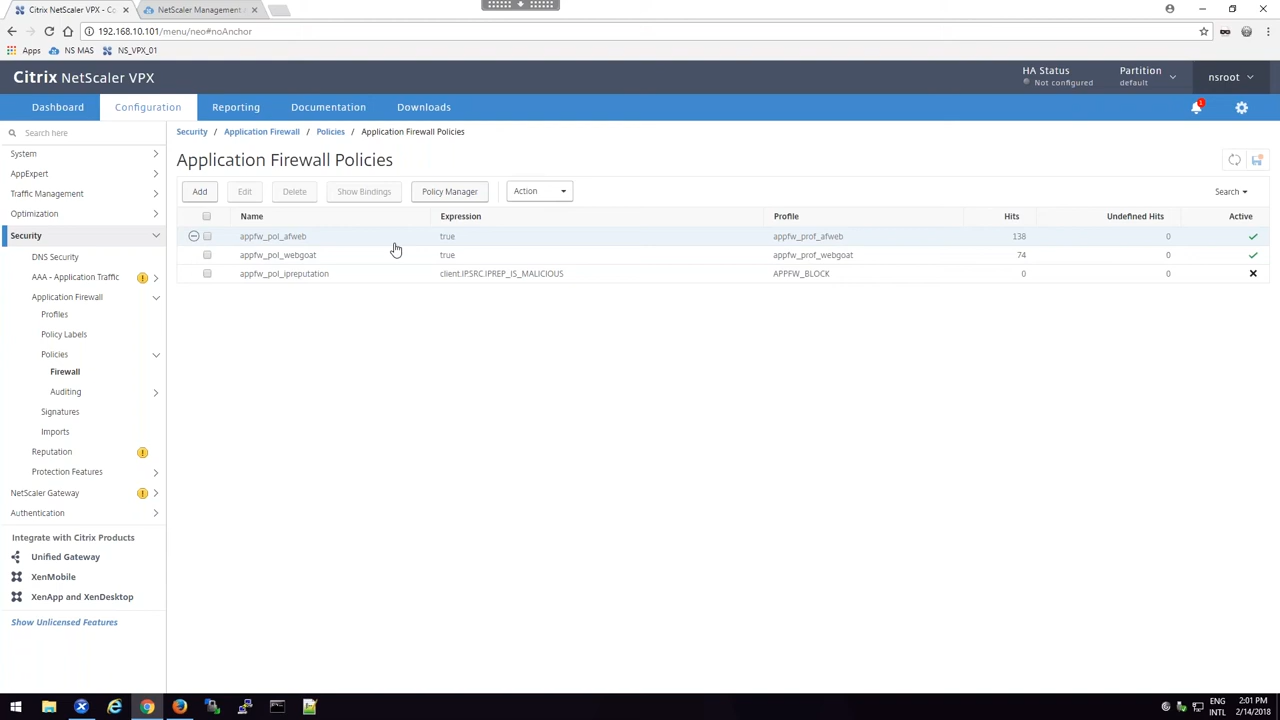 Citrix NetScaler VPX - Co
NetScaler Management
192.168.10.101/menu/neo#noAnchor
Apps NS MAS NS_VPX_01
Citrix NetScaler VPX
HA Status
Not configured
Partition
default
nsroot
Dashboard Configuration Reporting Documentation Downloads
1
Search here
System
AppExpert
Traffic Management
Optimization
Security
DNS Security
AAA - Application Traffic
Application Firewall
Profiles
Policy Labels
Policies
Firewall
Auditing
Signatures
Imports
Reputation
Protection Features
NetScaler Gateway
Authentication
Integrate with Citrix Products
Unified Gateway
XenMobile
XenApp and XenDesktop
Show Unlicensed Features
Security / Application Firewall / Policies / Application Firewall Policies
Application Firewall Policies
Add Edit Delete Show Bindings Policy Manager Action Search
Name Expression Profile Hits Undefined Hits Active
appfw_pol_afweb true appfw_prof_afweb 138 0
appfw_pol_webgoat true appfw_prof_webgoat 74 0
appfw_pol_ipreputation client.IP.SRC.IPREP_IS_MALICIOUS APPFW_BLOCK 0 0
ENG
INTL
2:01 PM
2/14/2018